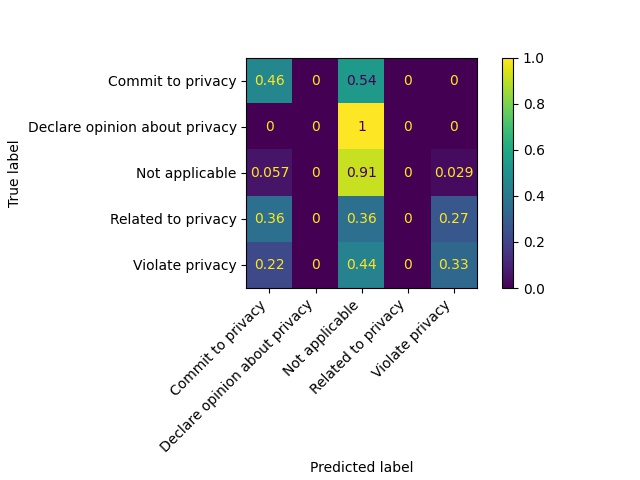 Commit to privacy 0.46 0 0.54 0 0
Declare opinion about privacy 0 0 1 0 0
Not applicable 0.057 0 0.91 0 0.029
Related to privacy 0.36 0 0.36 0 0.27
Violate privacy 0.22 0 0.44 0 0.33
True label
Commit to privacy
Declare opinion about privacy
Not applicable
Related to privacy
Violate privacy
Predicted label
1.0
0.8
0.6
0.4
0.2
0.0